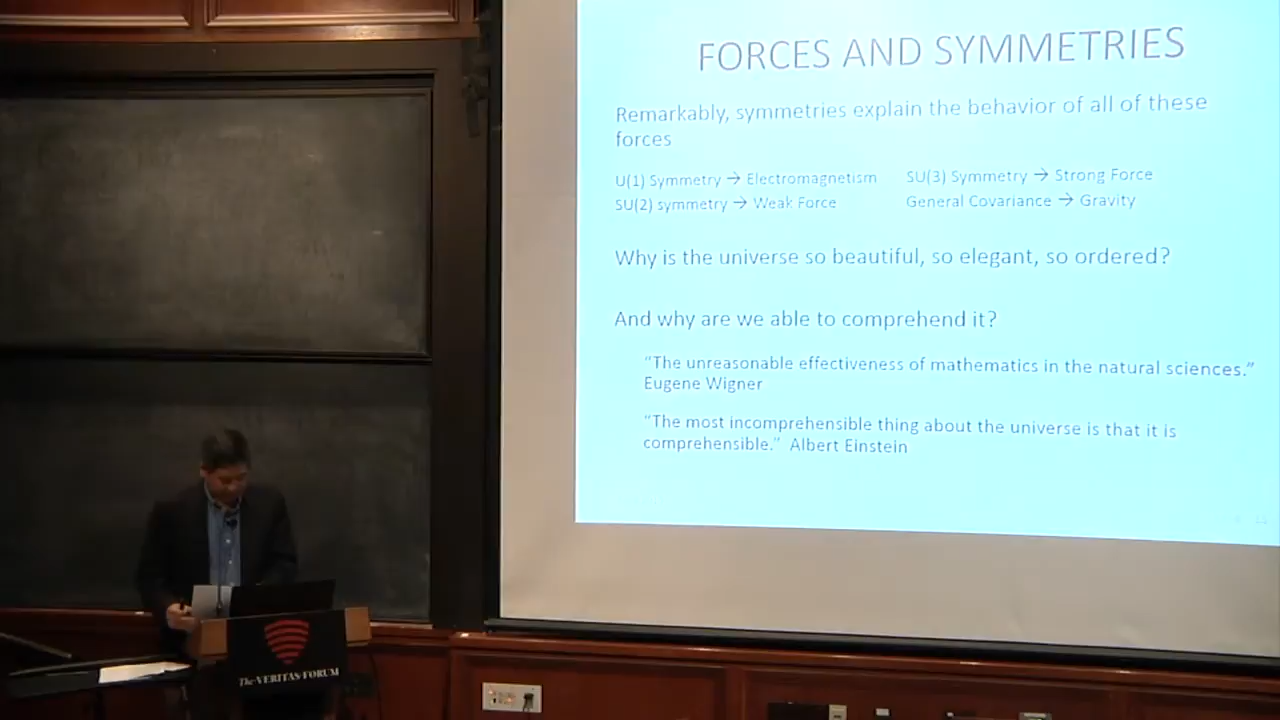 FORCES AND SYMMETRIES
Remarkably, symmetries explain the behavior of all of these
forces
U(1) Symmetry → Electromagnetism
SU(2) symmetry → Weak Force
SU(3) Symmetry → Strong Force
General Covariance → Gravity
Why is the universe so beautiful, so elegant, so ordered?
And why are we able to comprehend it?
“The unreasonable effectiveness of mathematics in the natural sciences.”
Eugene Wigner
“The most incomprehensible thing about the universe is that it is
comprehensible.” Albert Einstein
The VERITAS FORUM